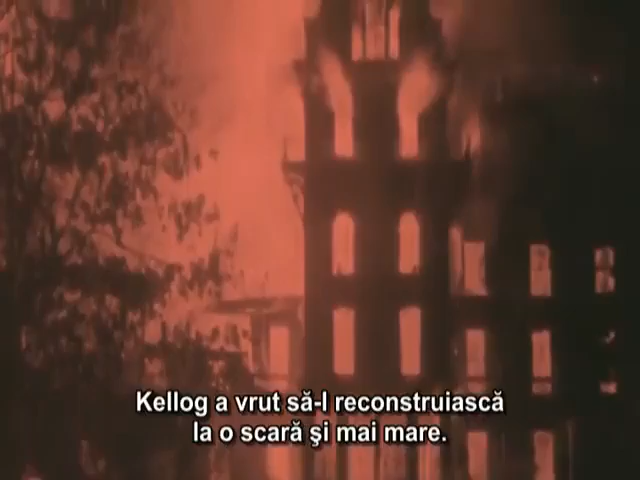 Kellog a vrut să-l reconstruiască
la o scară şi mai mare.